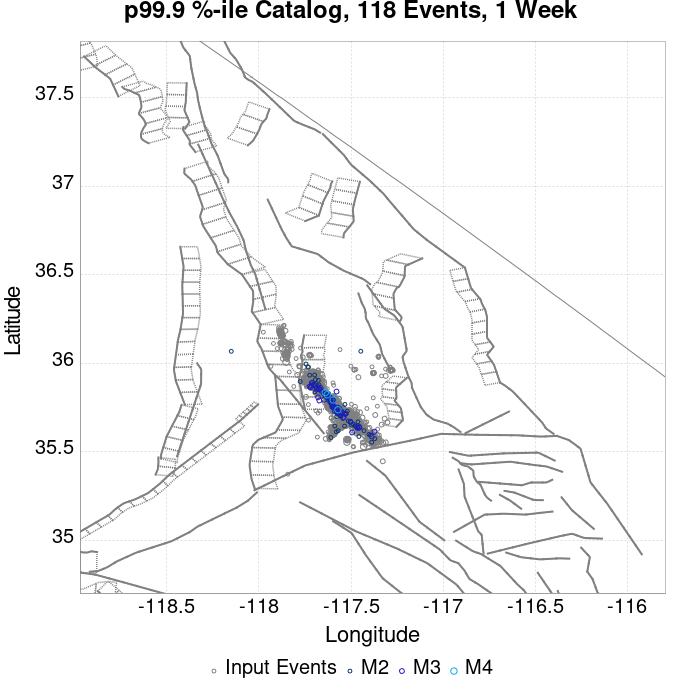 p99.9 %-ile Catalog, 118 Events, 1 Week
37.5
37
36.5
36
35.5
35
Latitude
-118.5 -118 -117.5 -117 -116.5 -116
Longitude
Input Events M2 M3 M4